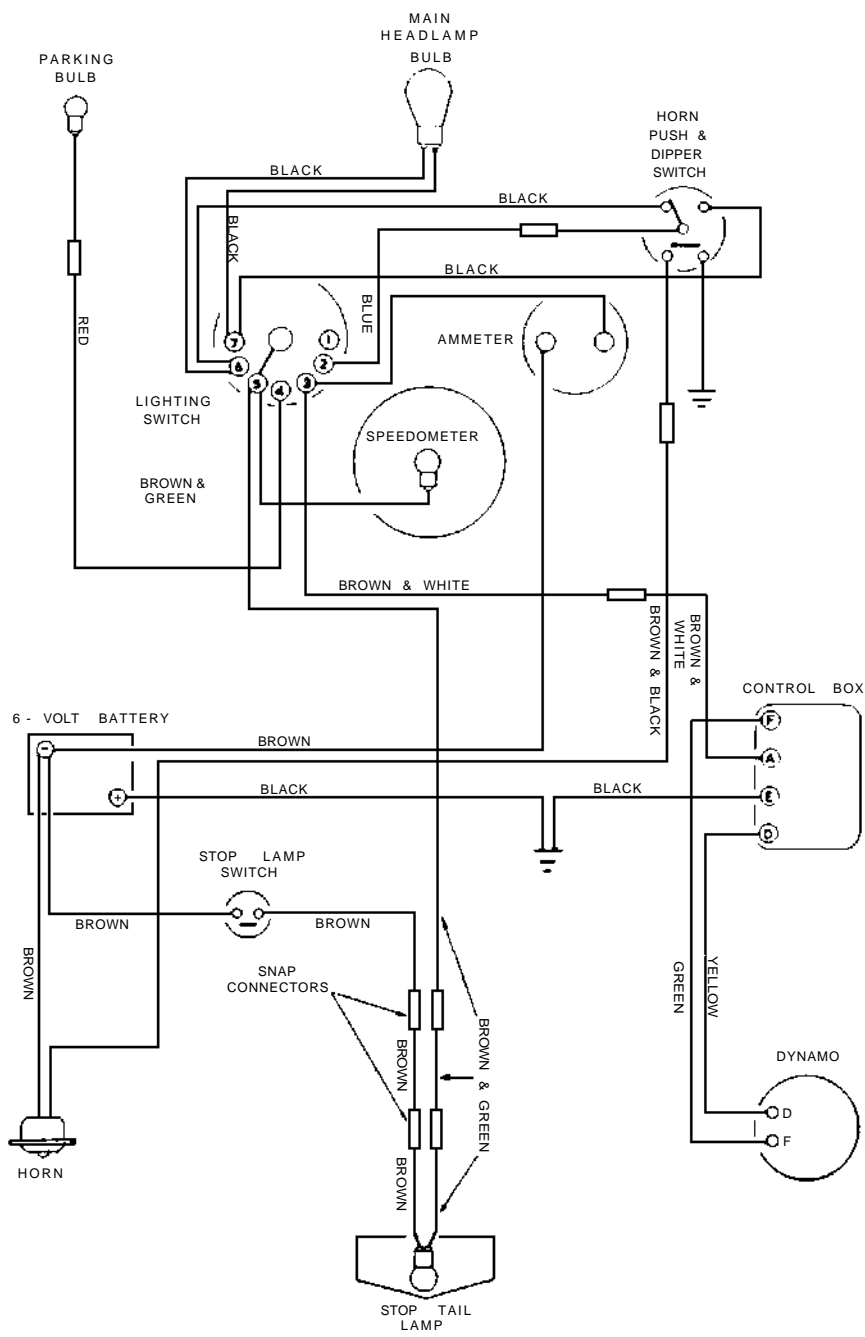 MAIN
HEADLAMP
BULB
PARKING
BULB
HORN
PUSH &
DIPPER
SWITCH
BLACK
BLACK
BLACK
BLACK
BLUE
RED
7
6
5
4
3
2
1
AMMETER
LIGHTING
SWITCH
SPEEDOMETER
BROWN &
GREEN
BROWN & WHITE
BROWN & BLACK
BROWN &
WHITE
CONTROL BOX
F
A
E
D
6 - VOLT BATTERY
-
+
BROWN
BLACK
BLACK
STOP LAMP
SWITCH
BROWN
BROWN
BROWN
SNAP
CONNECTORS
BROWN
BROWN
BROWN & GREEN
GREEN
YELLOW
DYNAMO
D
F
HORN
STOP TAIL
LAMP